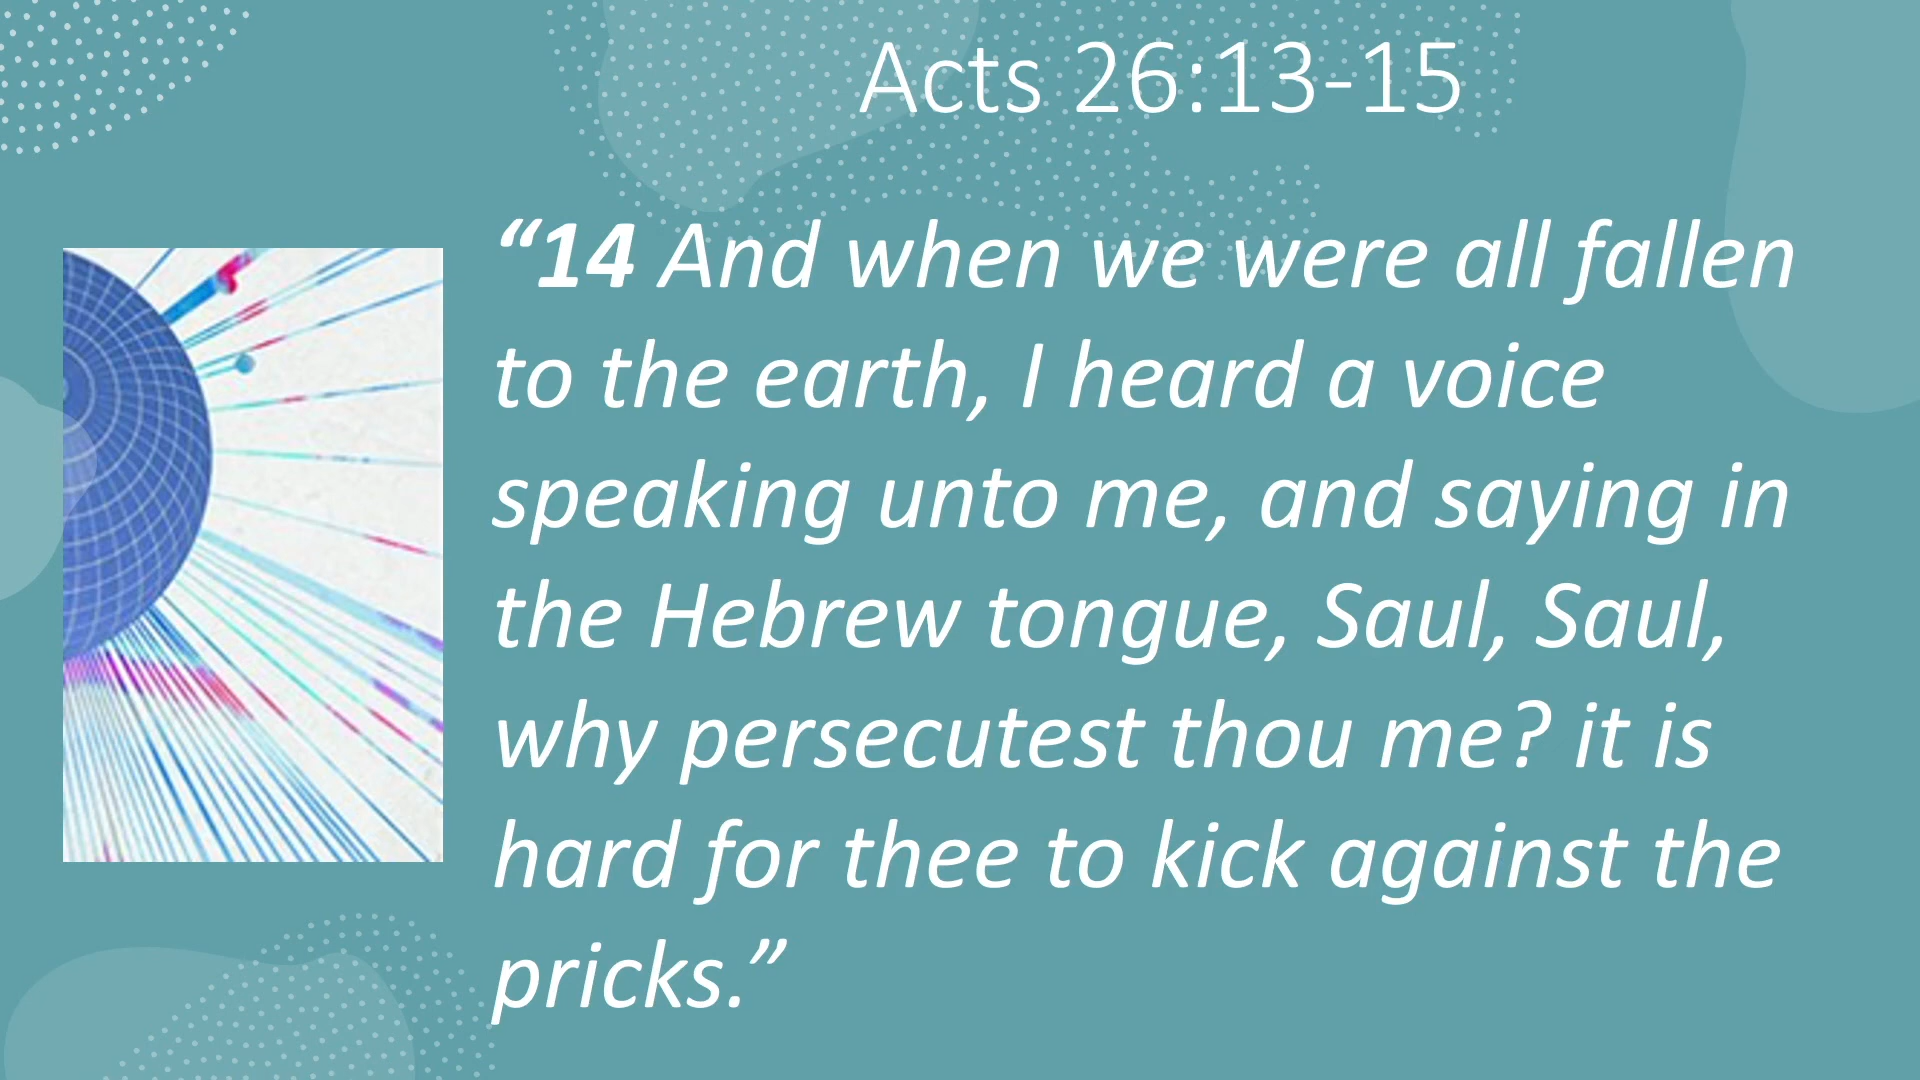 Acts 26:13-15
“14 And when we were all fallen
to the earth, I heard a voice
speaking unto me, and saying in
the Hebrew tongue, Saul, Saul,
why persecutest thou me? it is
hard for thee to kick against the
pricks.”